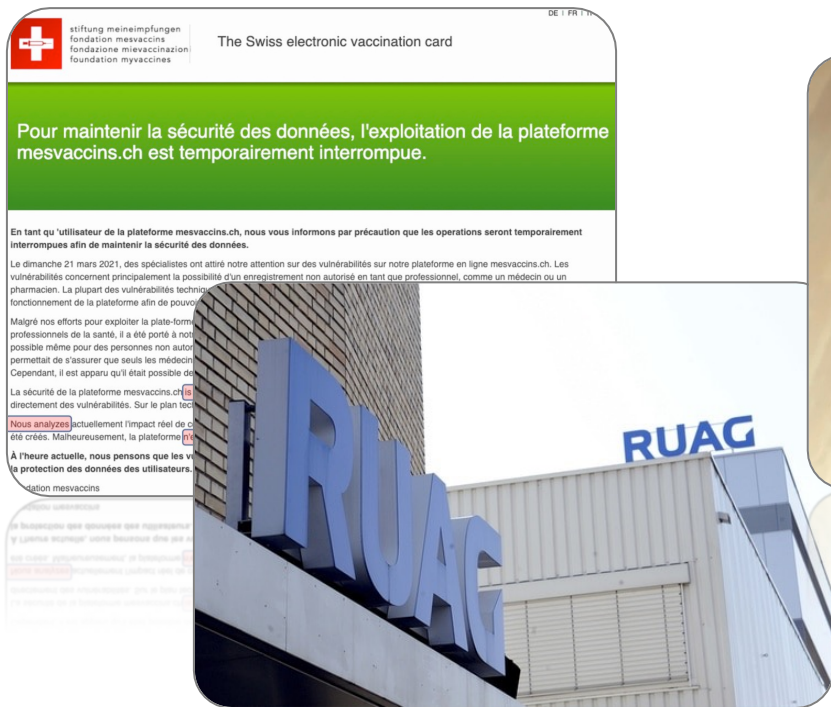 DE | FR |
stiftung meineimpfungen
fondation mesvaccins
fondazione mievaccinazioni
foundation myvaccines
The Swiss electronic vaccination card
Pour maintenir la sécurité des données, l'exploitation de la plateforme
mesvaccins.ch est temporairement interrompue.
En tant qu 'utilisateur de la plateforme mesvaccins.ch, nous vous informons par précaution que les operations seront temporairement
interrompues afin de maintenir la sécurité des données.
Le dimanche 21 mars 2021, des spécialistes ont attiré notre attention sur des vulnérabilités sur notre plateforme en ligne mesvaccins.ch. Les
vulnérabilités concernent principalement la possibilité d'un enregistrement non autorisé en tant que professionnel, comme un médecin ou un
pharmacien. La plupart des vulnérabilités techniq
fonctionnement de la plateforme afin de pouvoi
Malgré nos efforts pour exploiter la plate-form
professionnels de la santé, il a été porté à not
possible même pour des personnes non autor
permettait de s'assurer que seuls les médecin
Cependant, il est apparu qu'il était possible de
La sécurité de la plateforme mesvaccins.ch is
directement des vulnérabilités. Sur le plan tec
Nous analyzes actuellement l'impact réel de c
été créés. Malheureusement, la plateforme n'e
À l'heure actuelle, nous pensons que les v
la protection des données des utilisateurs.
dation mesvaccins
RUAG
RUAG